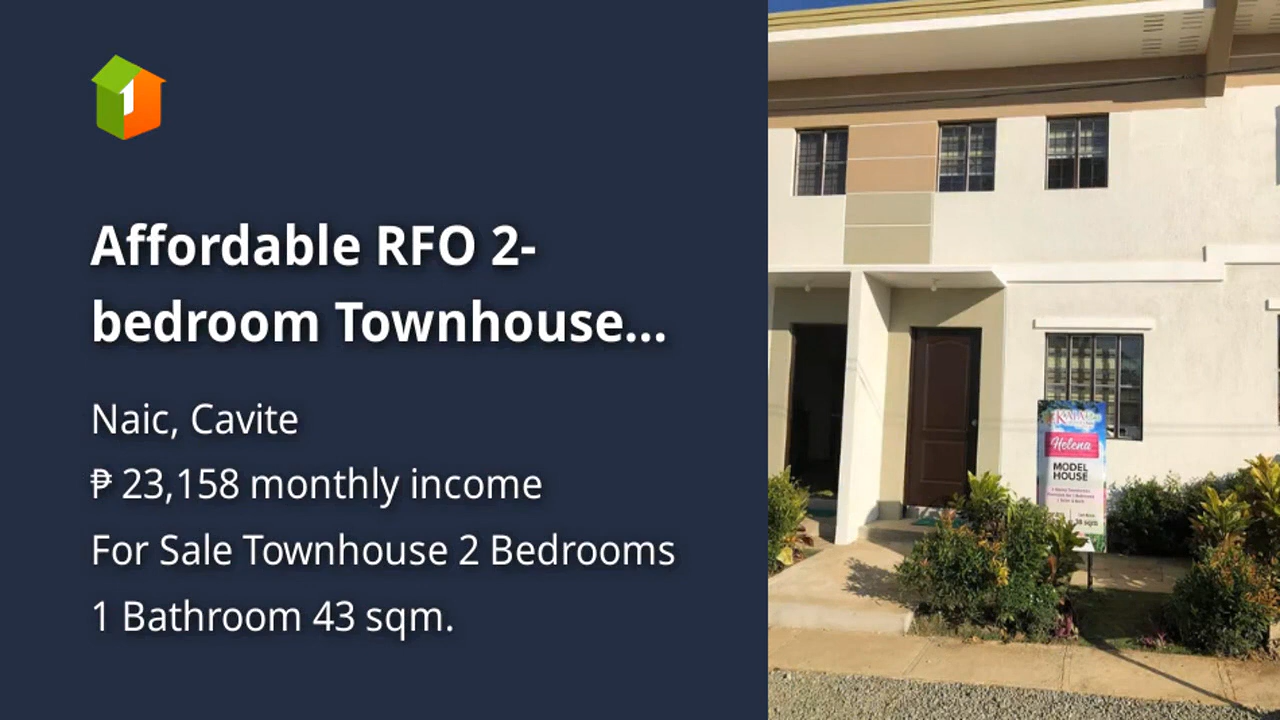 Affordable RFO 2-
bedroom Townhouse...
Naic, Cavite
₱ 23,158 monthly income
For Sale Townhouse 2 Bedrooms
1 Bathroom 43 sqm.
Helena
MODEL
HOUSE